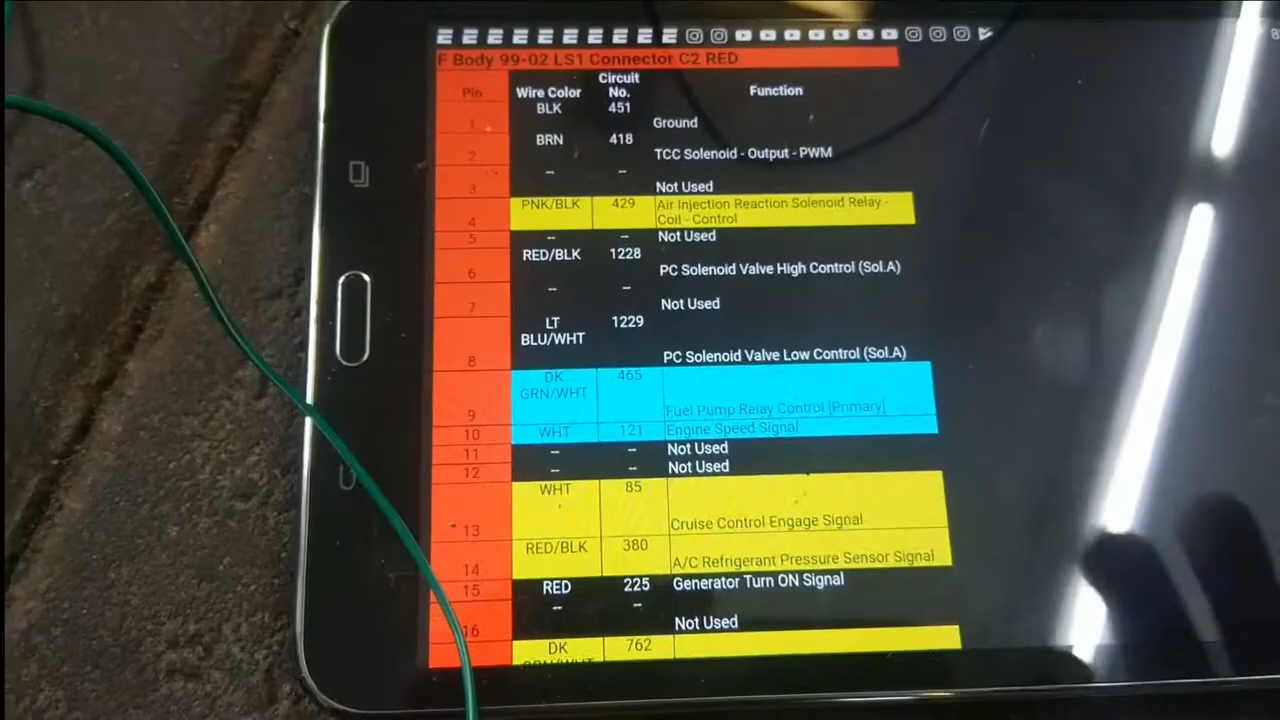 F Body 99-02 LS1 Connector C2 RED
Pin Wire Color Circuit No. Function
1 BLK 451 Ground
2 BRN 418 TCC Solenoid - Output - PWM
3 -- -- Not Used
4 PNK/BLK 429 Air Injection Reaction Solenoid Relay -
Coil - Control
5 -- -- Not Used
6 RED/BLK 1228 PC Solenoid Valve High Control (Sol.A)
7 -- -- Not Used
8 LT BLU/WHT 1229 PC Solenoid Valve Low Control (Sol.A)
9 DK GRN/WHT 465 Fuel Pump Relay Control [Primary]
10 WHT 121 Engine Speed Signal
11 -- -- Not Used
12 -- -- Not Used
13 WHT 85 Cruise Control Engage Signal
14 RED/BLK 380 A/C Refrigerant Pressure Sensor Signal
15 RED 225 Generator Turn ON Signal
16 -- -- Not Used
DK 762